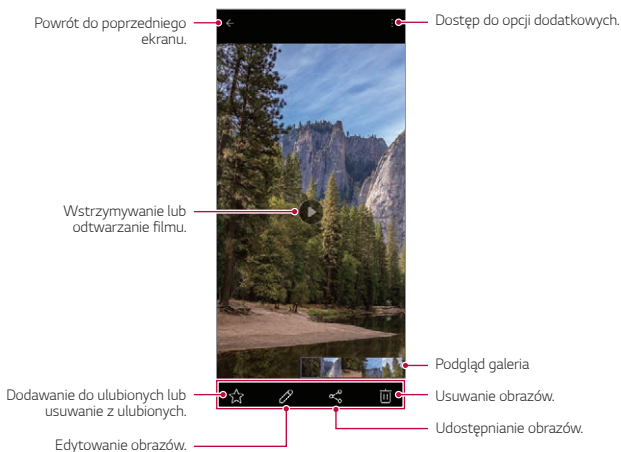 Powrót do poprzedniego
ekranu.
Dostęp do opcji dodatkowych.
Wstrzymywanie lub
odtwarzanie filmu.
Podgląd galeria
Dodawanie do ulubionych lub
usuwanie z ulubionych.
Usuwanie obrazów.
Udostępnianie obrazów.
Edytowanie obrazów.